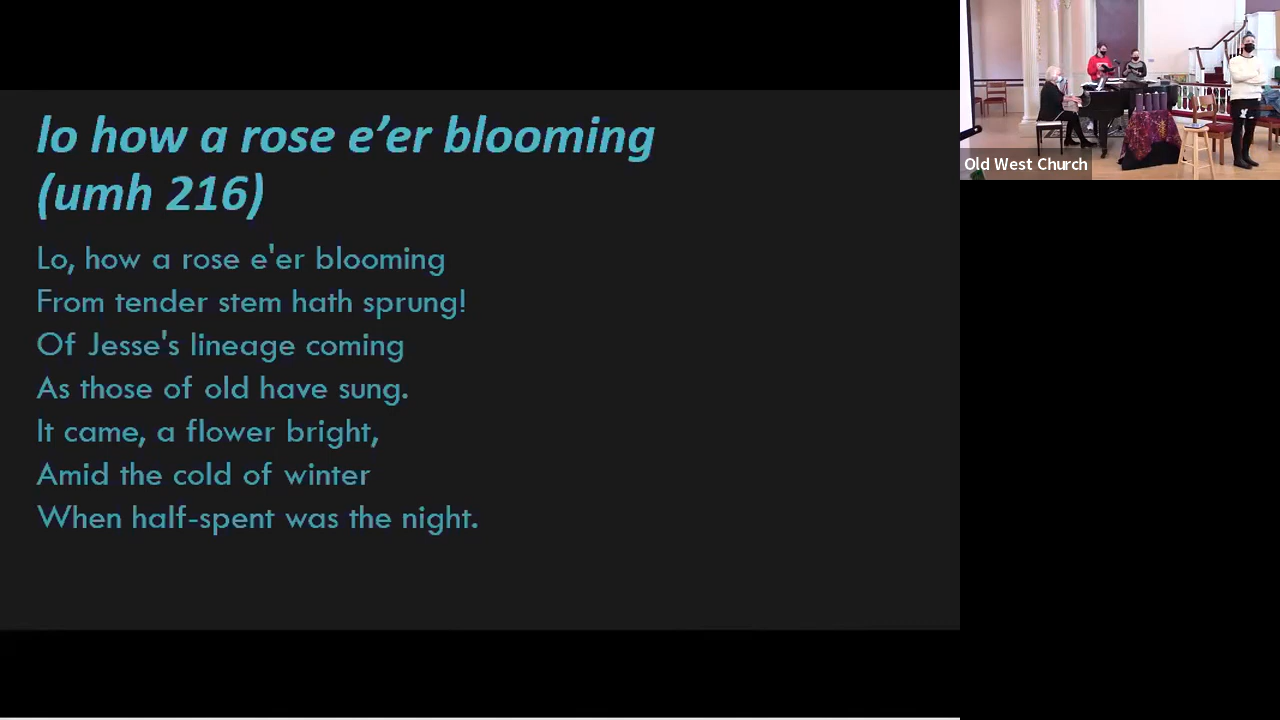 lo how a rose e’er blooming
(umh 216)
Lo, how a rose e'er blooming
From tender stem hath sprung!
Of Jesse's lineage coming
As those of old have sung.
It came, a flower bright,
Amid the cold of winter
When half-spent was the night.
Old West Church